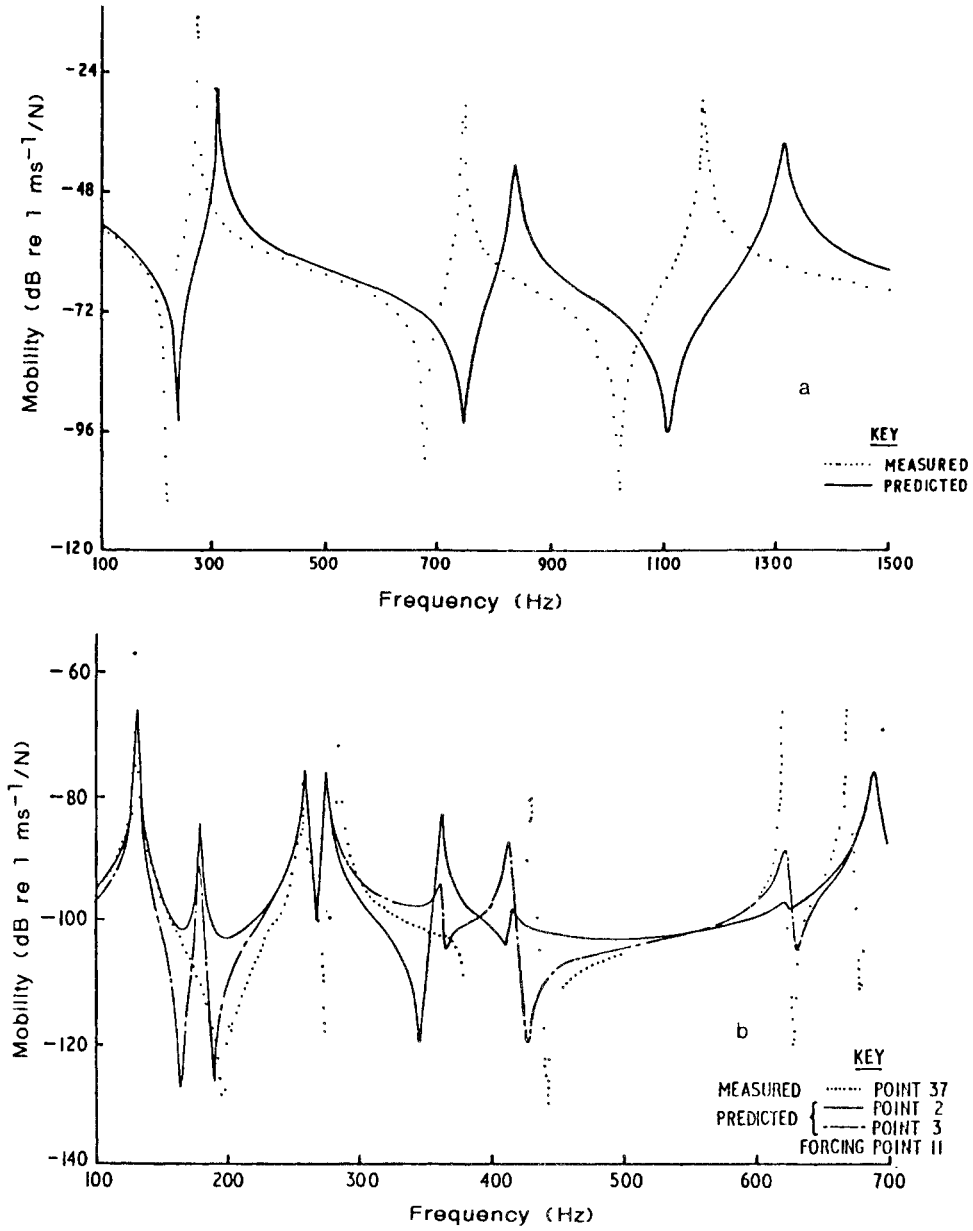 Mobility (dB re 1 ms⁻¹/N)
-24
-48
-72
-96
-120
a
KEY
MEASURED
PREDICTED
100 300 500 700 900 1100 1300 1500
Frequency (Hz)
Mobility (dB re 1 ms⁻¹/N)
-60
-80
-100
-120
-140
b
KEY
MEASURED POINT 37
PREDICTED { POINT 2
POINT 3
FORCING POINT 11
100 200 300 400 500 600 700
Frequency (Hz)